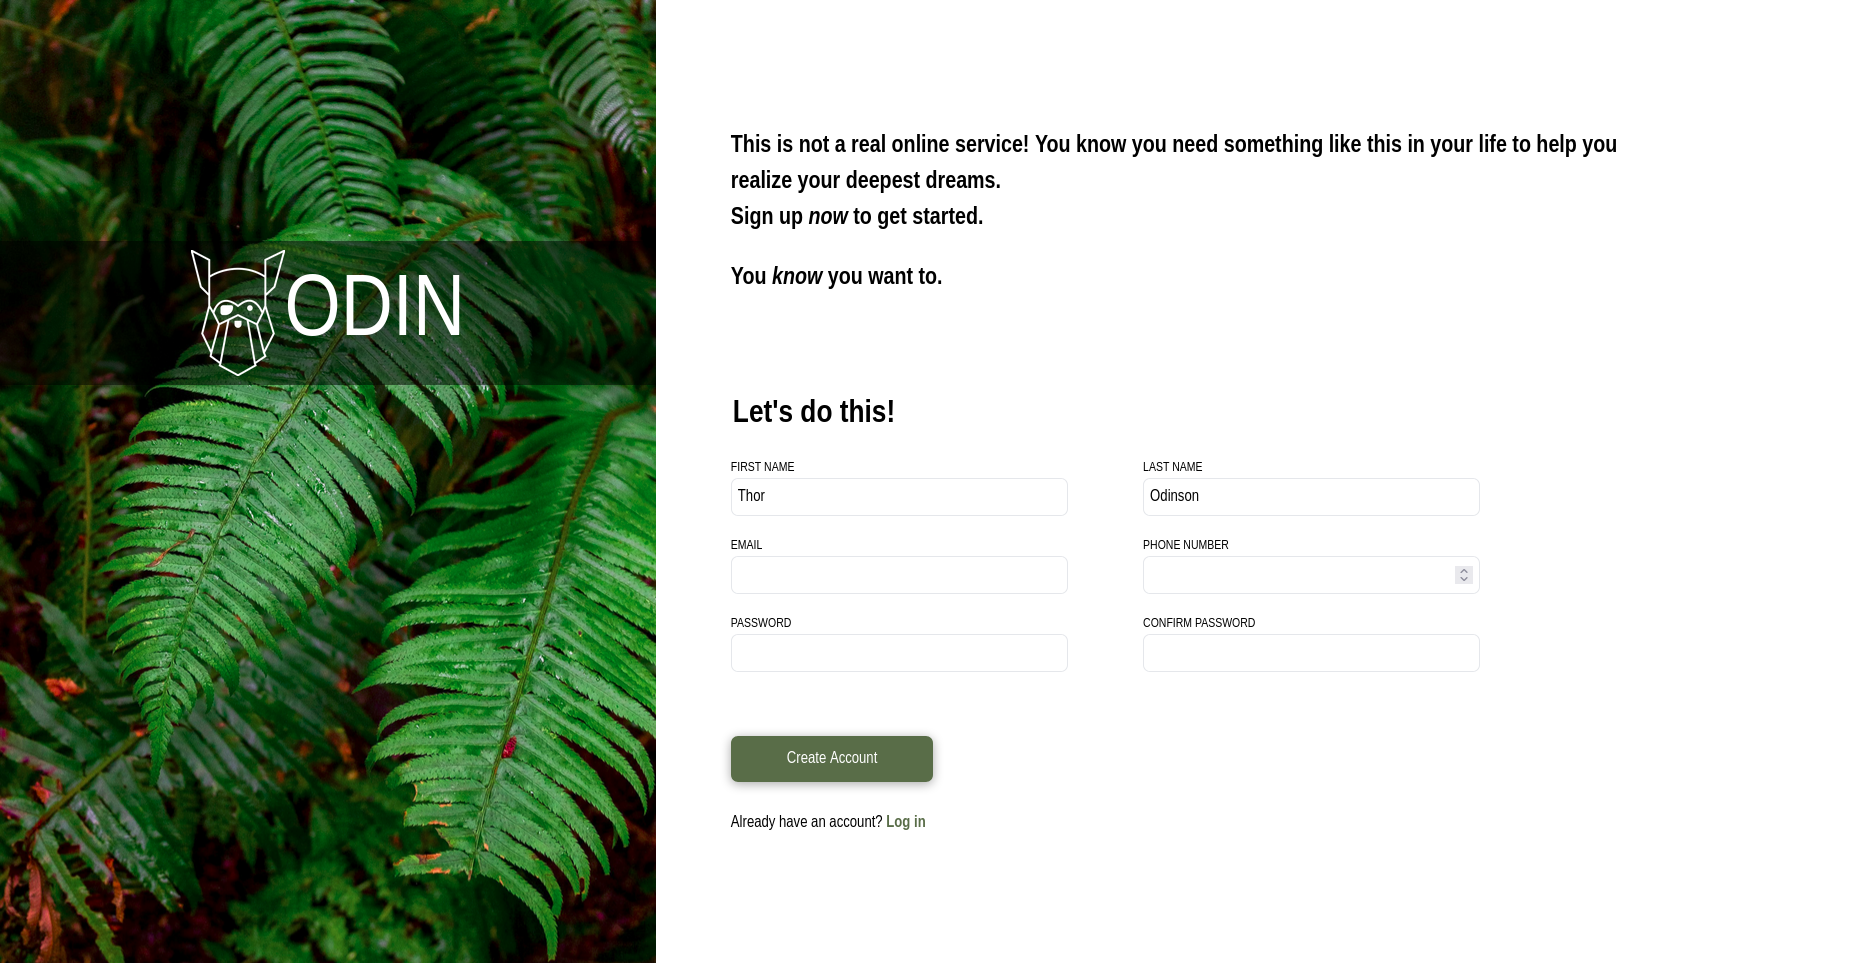 ODIN
This is not a real online service! You know you need something like this in your life to help you
realize your deepest dreams.
Sign up now to get started.
You know you want to.
Let's do this!
FIRST NAME
LAST NAME
Thor
Odinson
EMAIL
PHONE NUMBER
PASSWORD
CONFIRM PASSWORD
Create Account
Already have an account? Log in